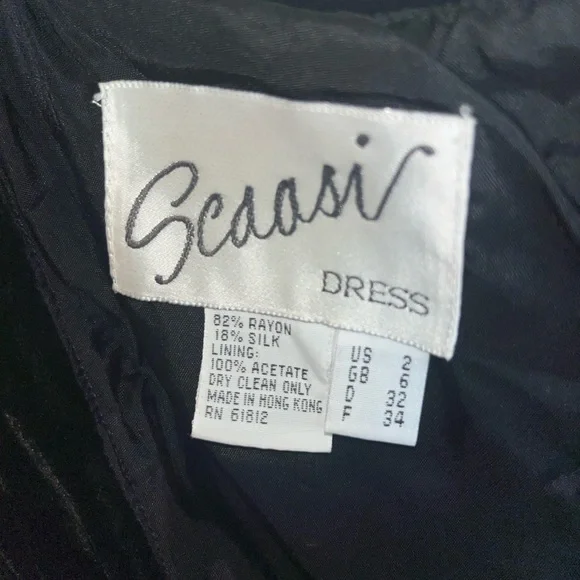 Scaasi
DRESS
82% RAYON
18% SILK
LINING:
100% ACETATE
DRY CLEAN ONLY
MADE IN HONG KONG
RN 61812
US 2
GB 6
D 32
F 34